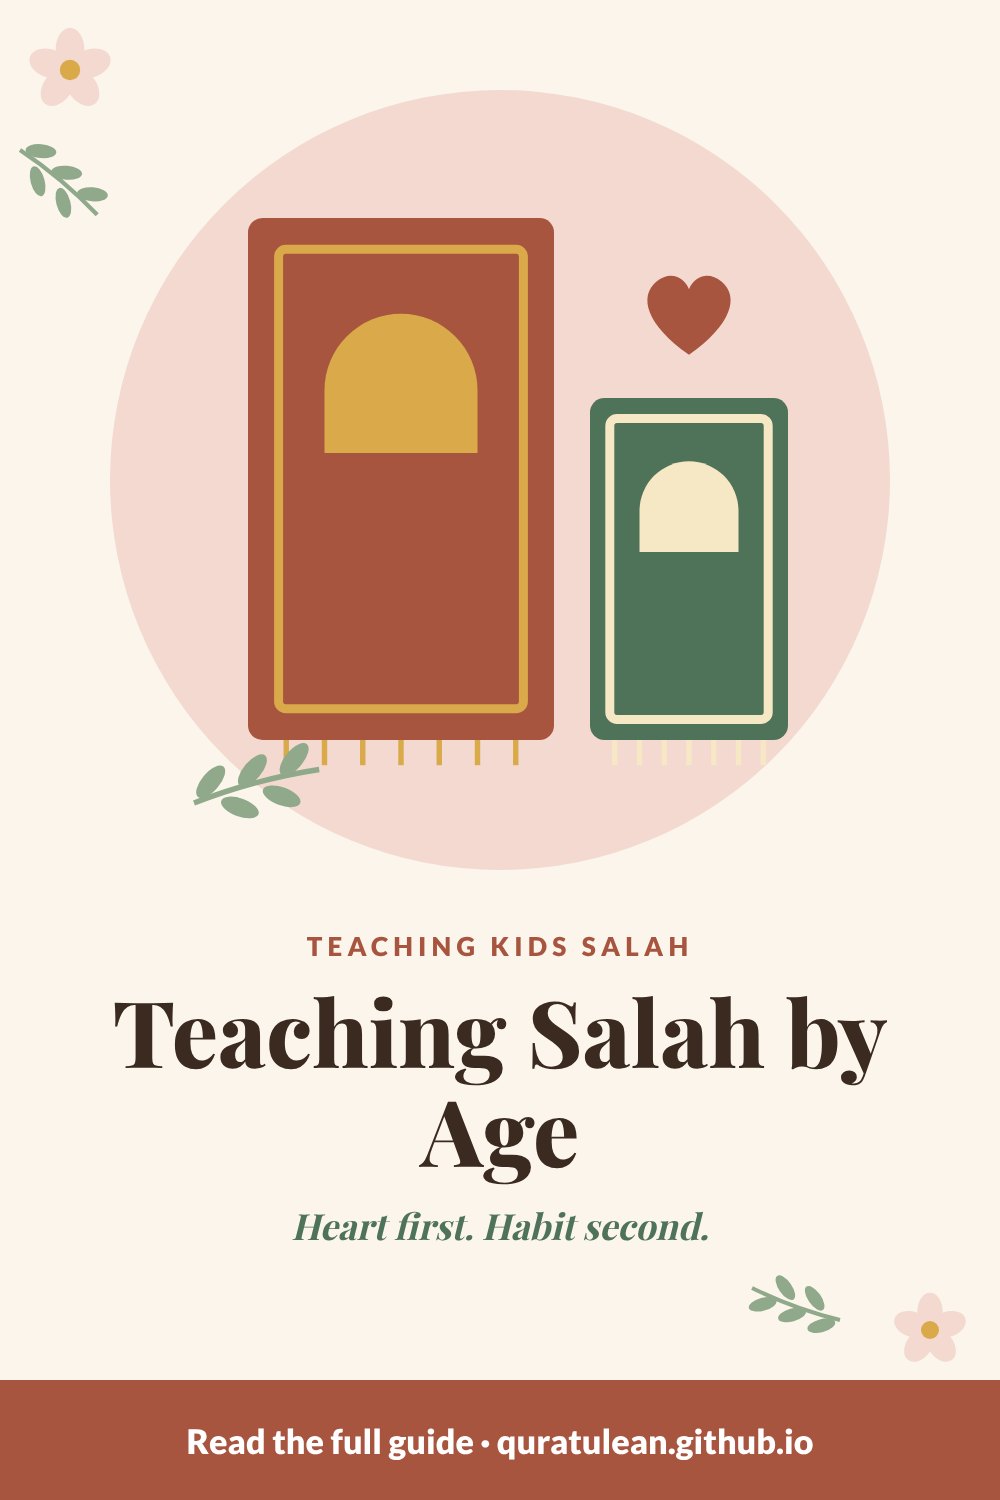 TEACHING KIDS SALAH
Teaching Salah by
Age
Heart first. Habit second.
Read the full guide · quratulean.github.io